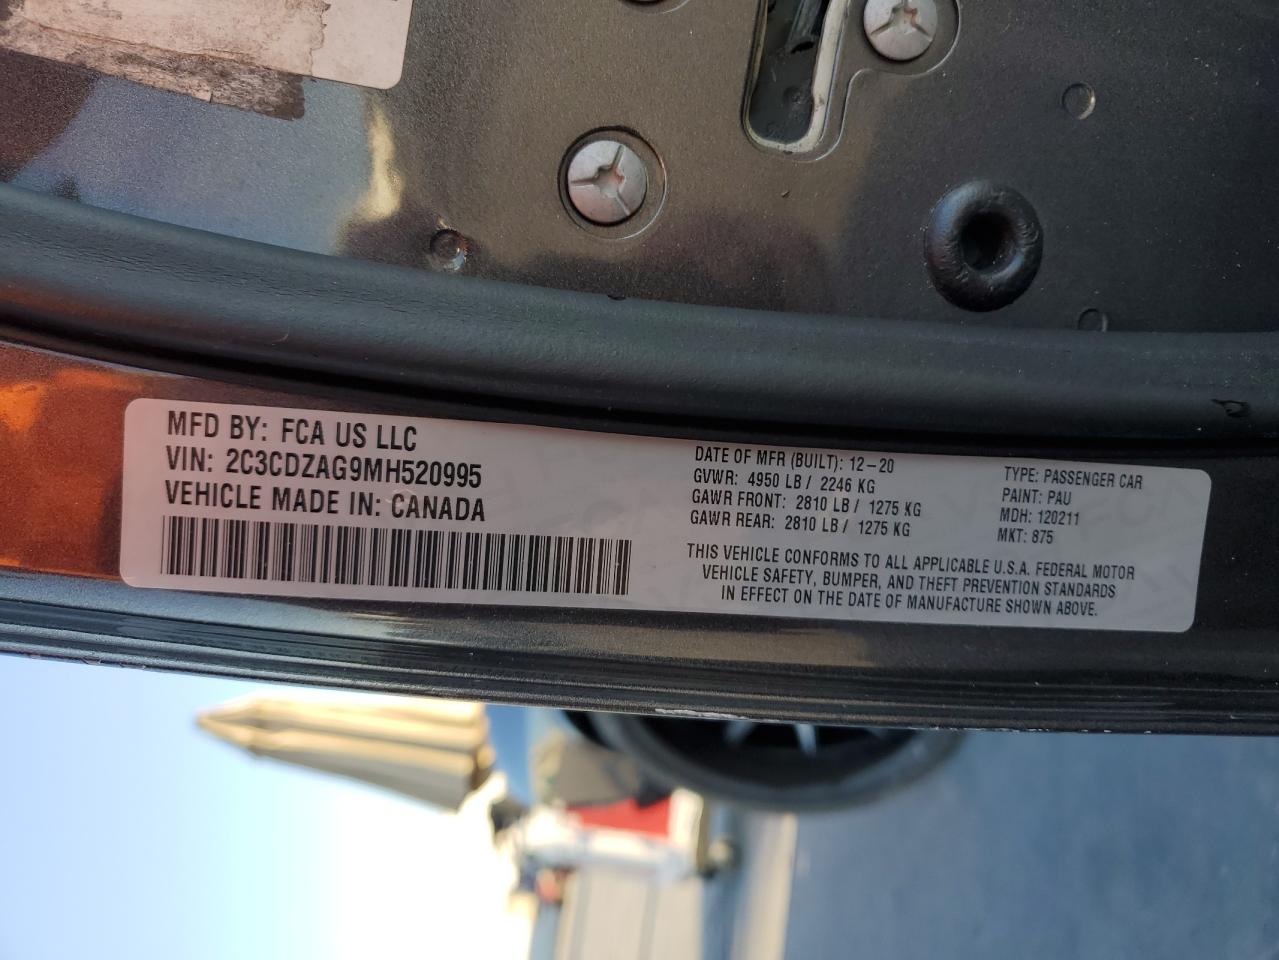 MFD BY: FCA US LLC
VIN: 2C3CDZAG9MH520995
VEHICLE MADE IN: CANADA
DATE OF MFR (BUILT): 12-20
GVWR: 4950 LB / 2246 KG
GAWR FRONT: 2810 LB / 1275 KG
GAWR REAR: 2810 LB / 1275 KG
TYPE: PASSENGER CAR
PAINT: PAU
MDH: 120211
MKT: 875
THIS VEHICLE CONFORMS TO ALL APPLICABLE U.S.A. FEDERAL MOTOR
VEHICLE SAFETY, BUMPER, AND THEFT PREVENTION STANDARDS
IN EFFECT ON THE DATE OF MANUFACTURE SHOWN ABOVE.